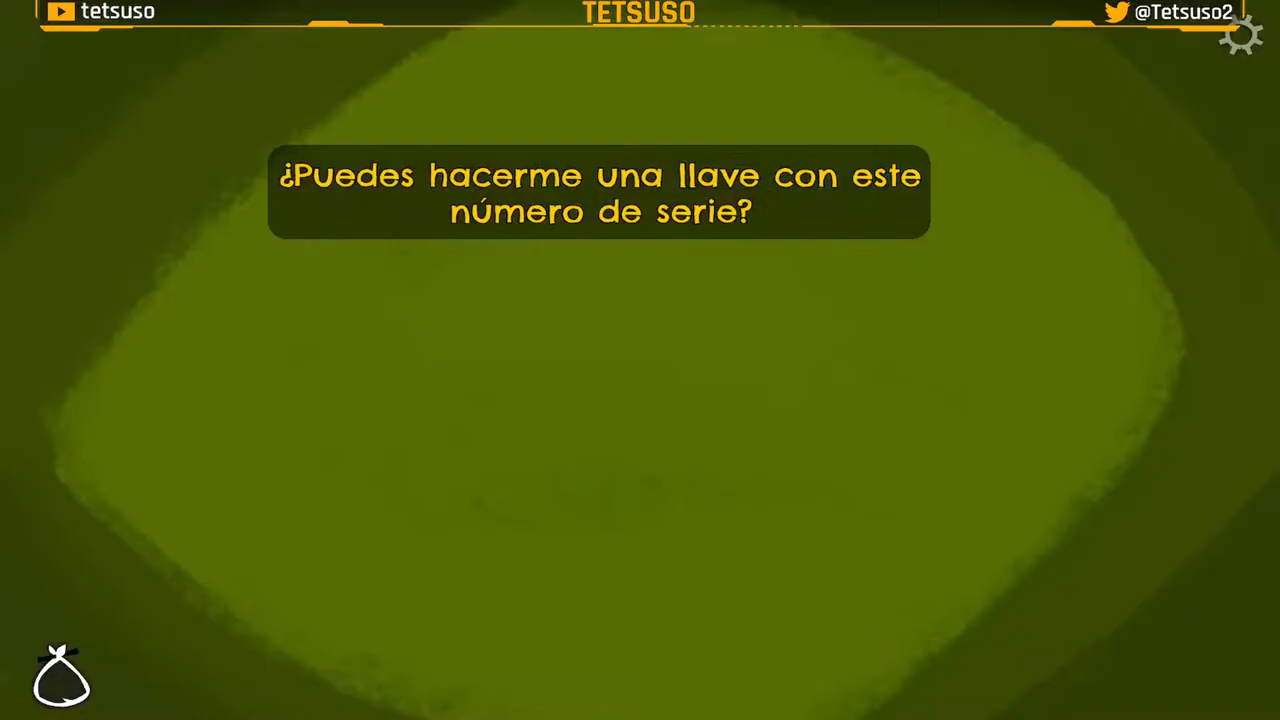 tetsuso
TETSUSO
@Tetsuso2
¿Puedes hacerme una llave con este
número de serie?